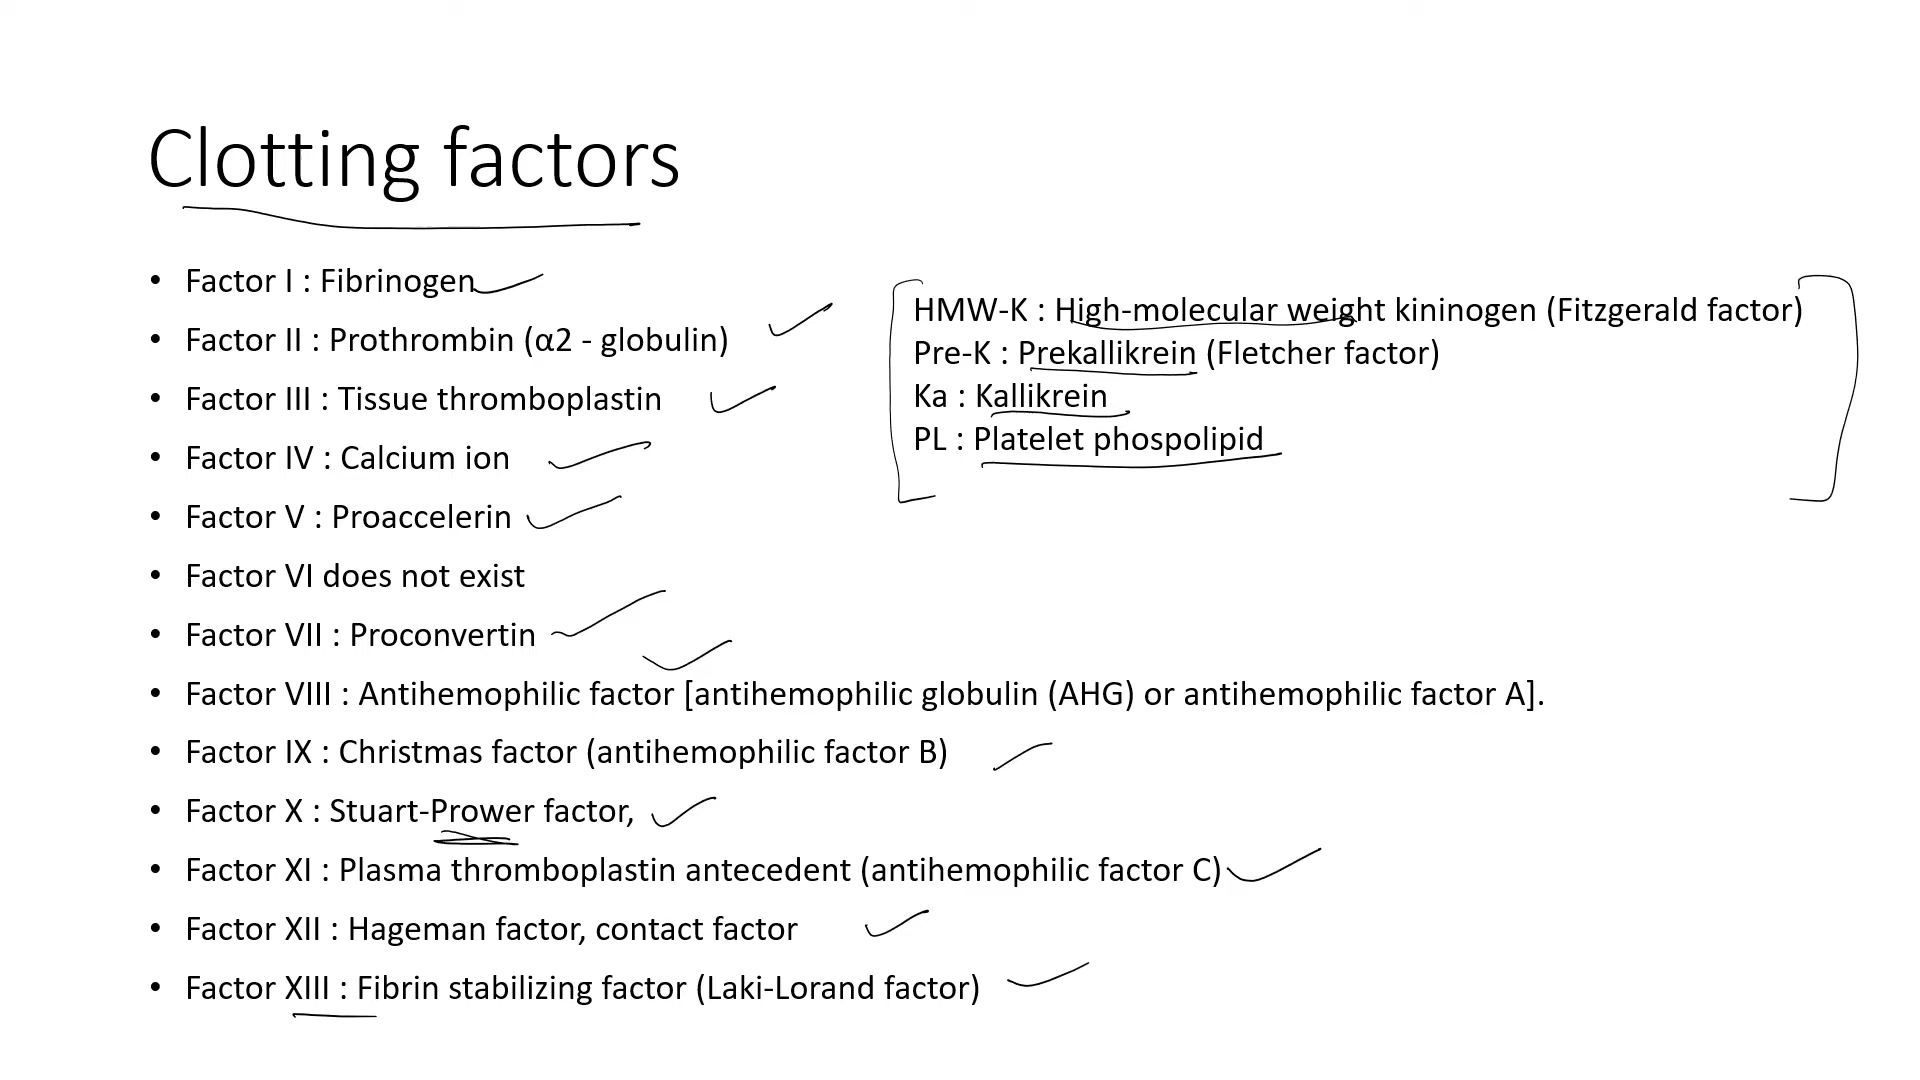 Clotting factors
• Factor I : Fibrinogen
• Factor II : Prothrombin (α2 - globulin)
• Factor III : Tissue thromboplastin
• Factor IV : Calcium ion
• Factor V : Proaccelerin
• Factor VI does not exist
• Factor VII : Proconvertin
• Factor VIII : Antihemophilic factor [antihemophilic globulin (AHG) or antihemophilic factor A].
• Factor IX : Christmas factor (antihemophilic factor B)
• Factor X : Stuart-Prower factor,
• Factor XI : Plasma thromboplastin antecedent (antihemophilic factor C)
• Factor XII : Hageman factor, contact factor
• Factor XIII : Fibrin stabilizing factor (Laki-Lorand factor)
HMW-K : High-molecular weight kininogen (Fitzgerald factor)
Pre-K : Prekallikrein (Fletcher factor)
Ka : Kallikrein
PL : Platelet phospolipid